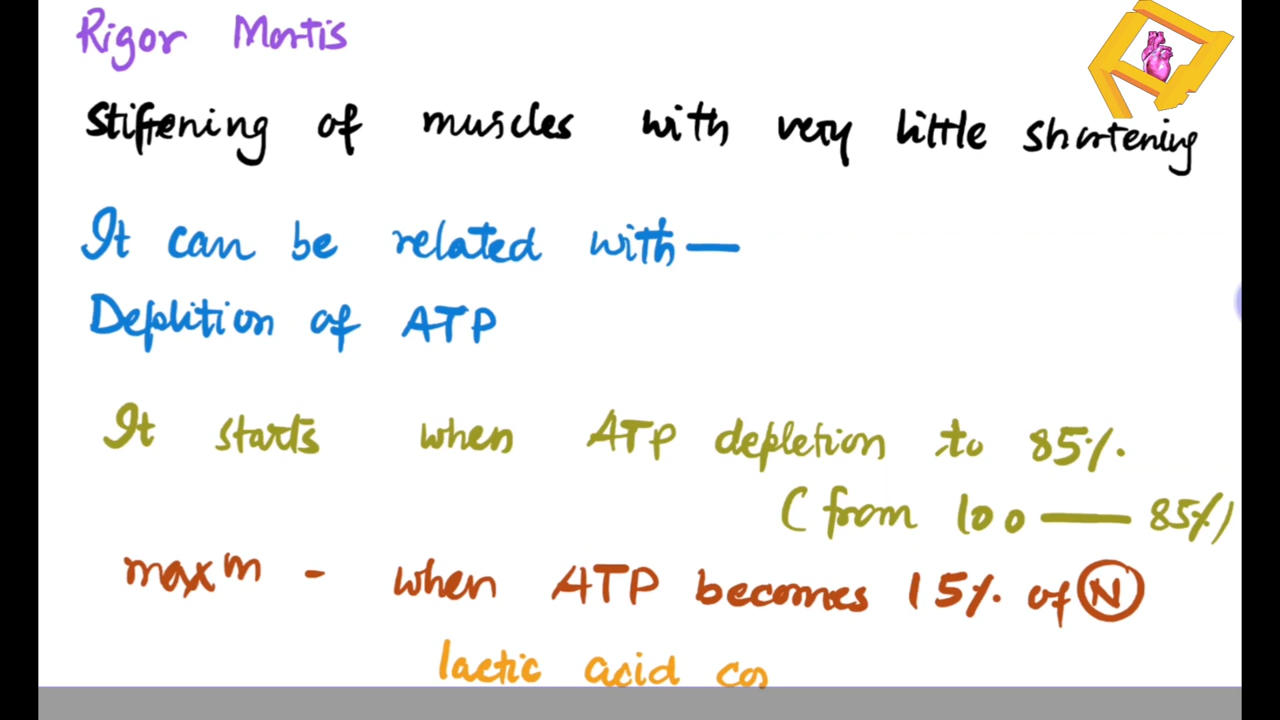 Rigor Mortis
Stiffening of muscles with very little shortening
It can be related with —
Deplition of ATP
It starts when ATP depletion to 85%.
(from 100 — 85%)
maxm - when ATP becomes 15% of N
lactic acid co